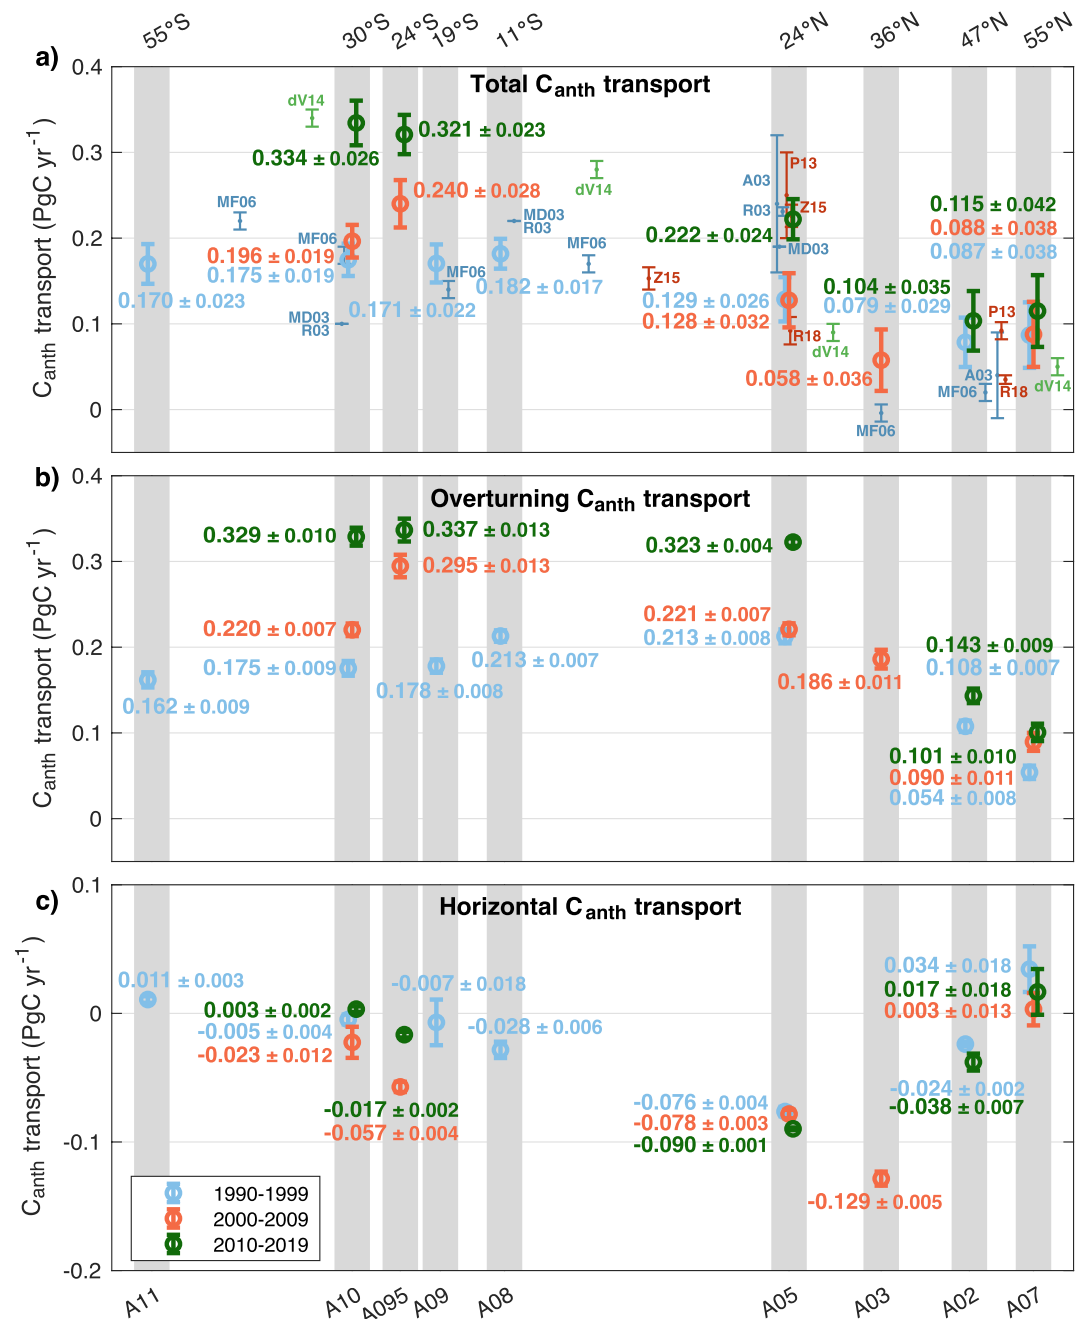 55°S 30°S 24°S 19°S 11°S 24°N 36°N 47°N 55°N
a)
Total Canth transport
Canth transport (PgC yr-1)
0.4
0.3
0.2
0.1
0
dV14
0.334 ± 0.026
0.321 ± 0.023
0.240 ± 0.028
MF06
MF06
0.196 ± 0.019
0.175 ± 0.019
0.170 ± 0.023
MD03
R03
0.171 ± 0.022
MF06
MD03
R03
0.182 ± 0.017
dV14
MF06
Z15
A03
P13
R03
Z15
0.222 ± 0.024
MD03
0.129 ± 0.026
0.128 ± 0.032
R18
dV14
0.058 ± 0.036
MF06
0.104 ± 0.035
0.079 ± 0.029
0.115 ± 0.042
0.088 ± 0.038
0.087 ± 0.038
P13
A03
MF06
R18
dV14
b)
Overturning Canth transport
Canth transport (PgC yr-1)
0.4
0.3
0.2
0.1
0
0.329 ± 0.010
0.337 ± 0.013
0.295 ± 0.013
0.220 ± 0.007
0.175 ± 0.009
0.162 ± 0.009
0.178 ± 0.008
0.213 ± 0.007
0.323 ± 0.004
0.221 ± 0.007
0.213 ± 0.008
0.186 ± 0.011
0.143 ± 0.009
0.108 ± 0.007
0.101 ± 0.010
0.090 ± 0.011
0.054 ± 0.008
c)
Horizontal Canth transport
Canth transport (PgC yr-1)
0.1
0
-0.1
-0.2
0.011 ± 0.003
0.003 ± 0.002
-0.005 ± 0.004
-0.023 ± 0.012
-0.007 ± 0.018
-0.028 ± 0.006
-0.017 ± 0.002
-0.057 ± 0.004
-0.076 ± 0.004
-0.078 ± 0.003
-0.090 ± 0.001
-0.129 ± 0.005
0.034 ± 0.018
0.017 ± 0.018
0.003 ± 0.013
-0.024 ± 0.002
-0.038 ± 0.007
1990-1999
2000-2009
2010-2019
A11 A10 A095 A09 A08 A05 A03 A02 A07